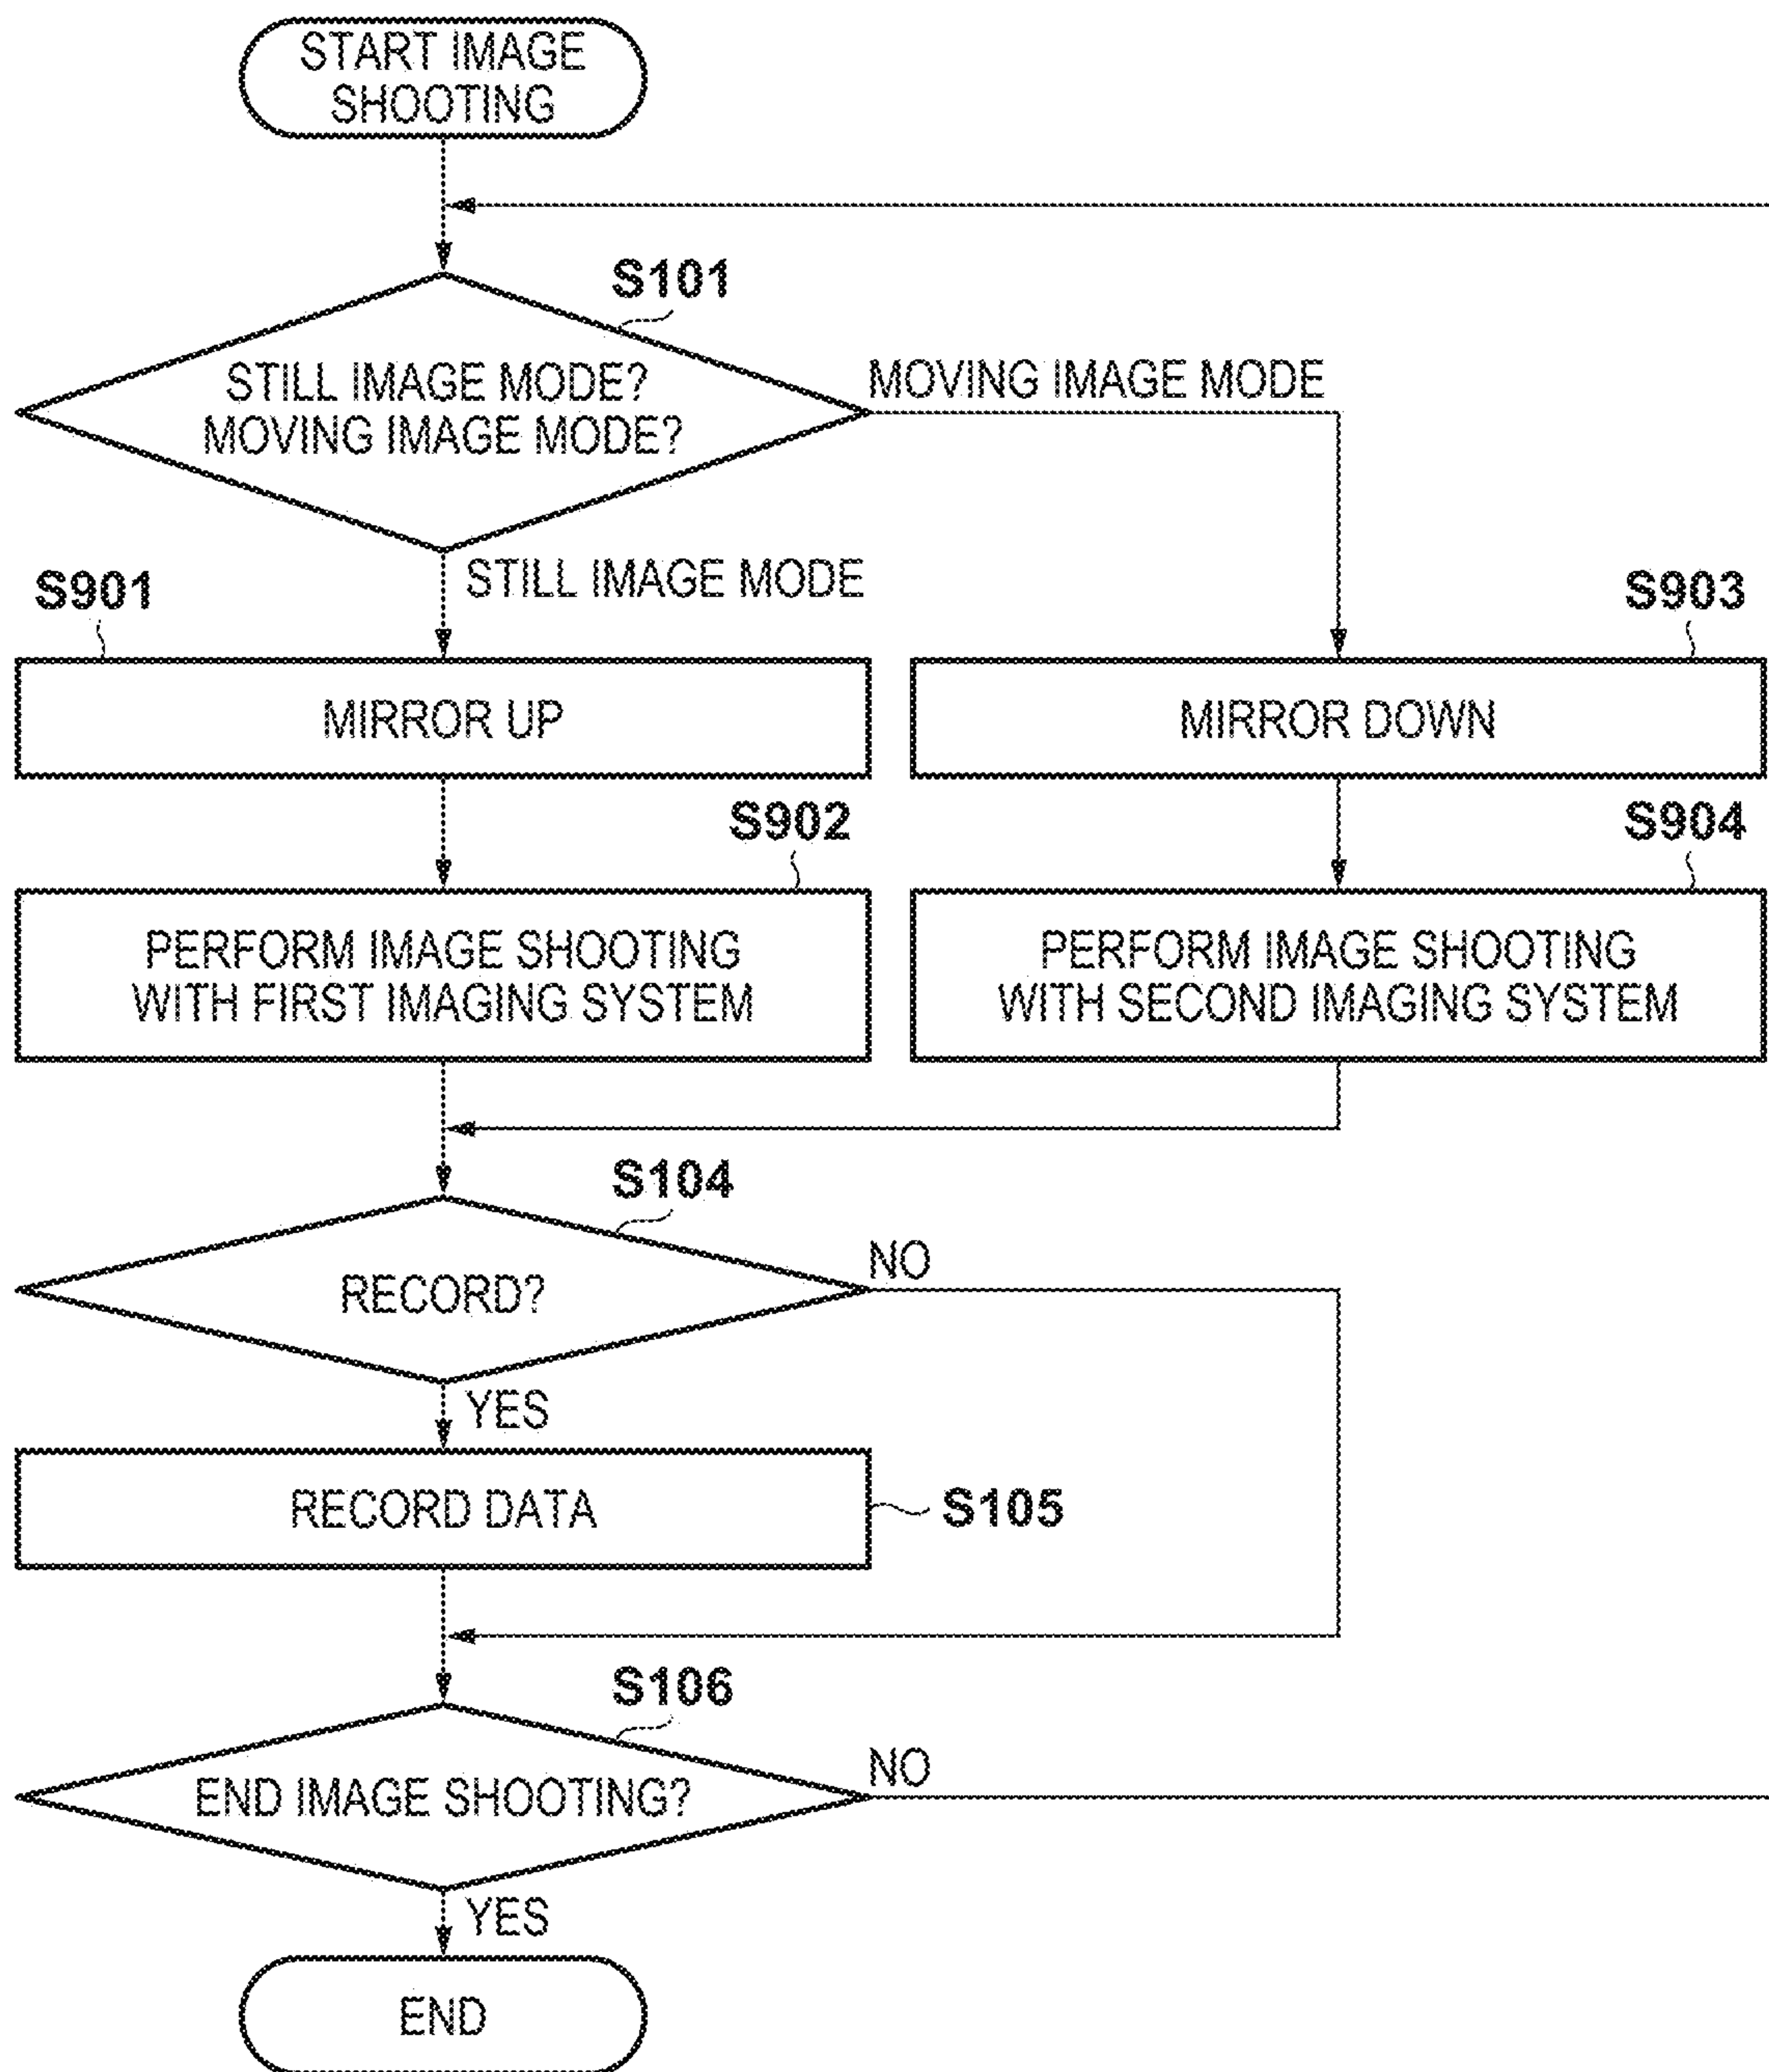 START IMAGE
SHOOTING
S101
STILL IMAGE MODE?
MOVING IMAGE MODE?
MOVING IMAGE MODE
STILL IMAGE MODE
S901
MIRROR UP
S903
MIRROR DOWN
S902
PERFORM IMAGE SHOOTING
WITH FIRST IMAGING SYSTEM
S904
PERFORM IMAGE SHOOTING
WITH SECOND IMAGING SYSTEM
S104
RECORD?
NO
YES
RECORD DATA
S105
S106
END IMAGE SHOOTING?
NO
YES
END